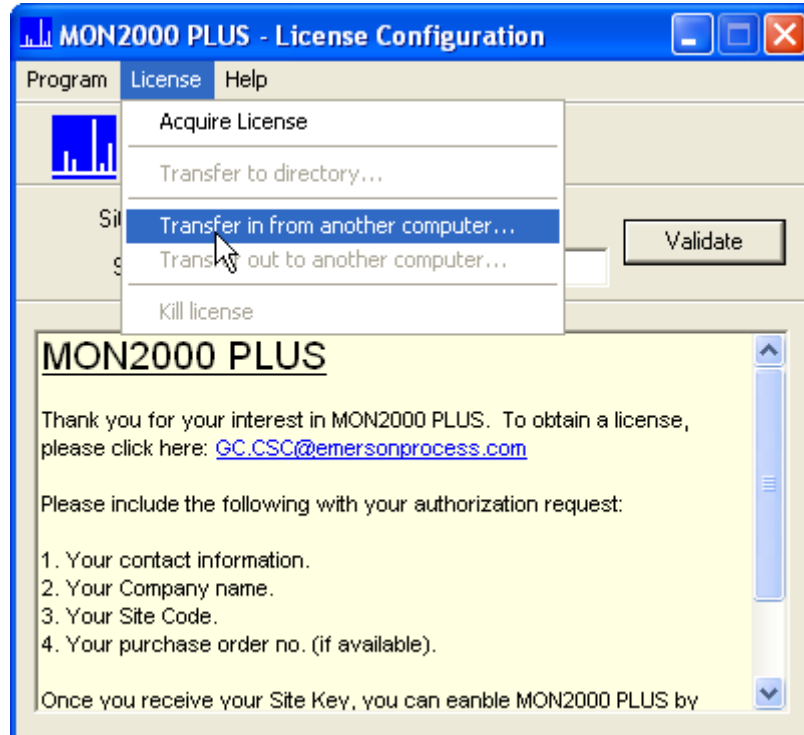 MON2000 PLUS - License Configuration
Program License Help
Acquire License
Transfer to directory...
Transfer in from another computer...
Transfer out to another computer...
Kill license
Validate
MON2000 PLUS
Thank you for your interest in MON2000 PLUS. To obtain a license,
please click here: GC.CSC@emersonprocess.com
Please include the following with your authorization request:
1. Your contact information.
2. Your Company name.
3. Your Site Code.
4. Your purchase order no. (if available).
Once you receive your Site Key, you can eanble MON2000 PLUS by